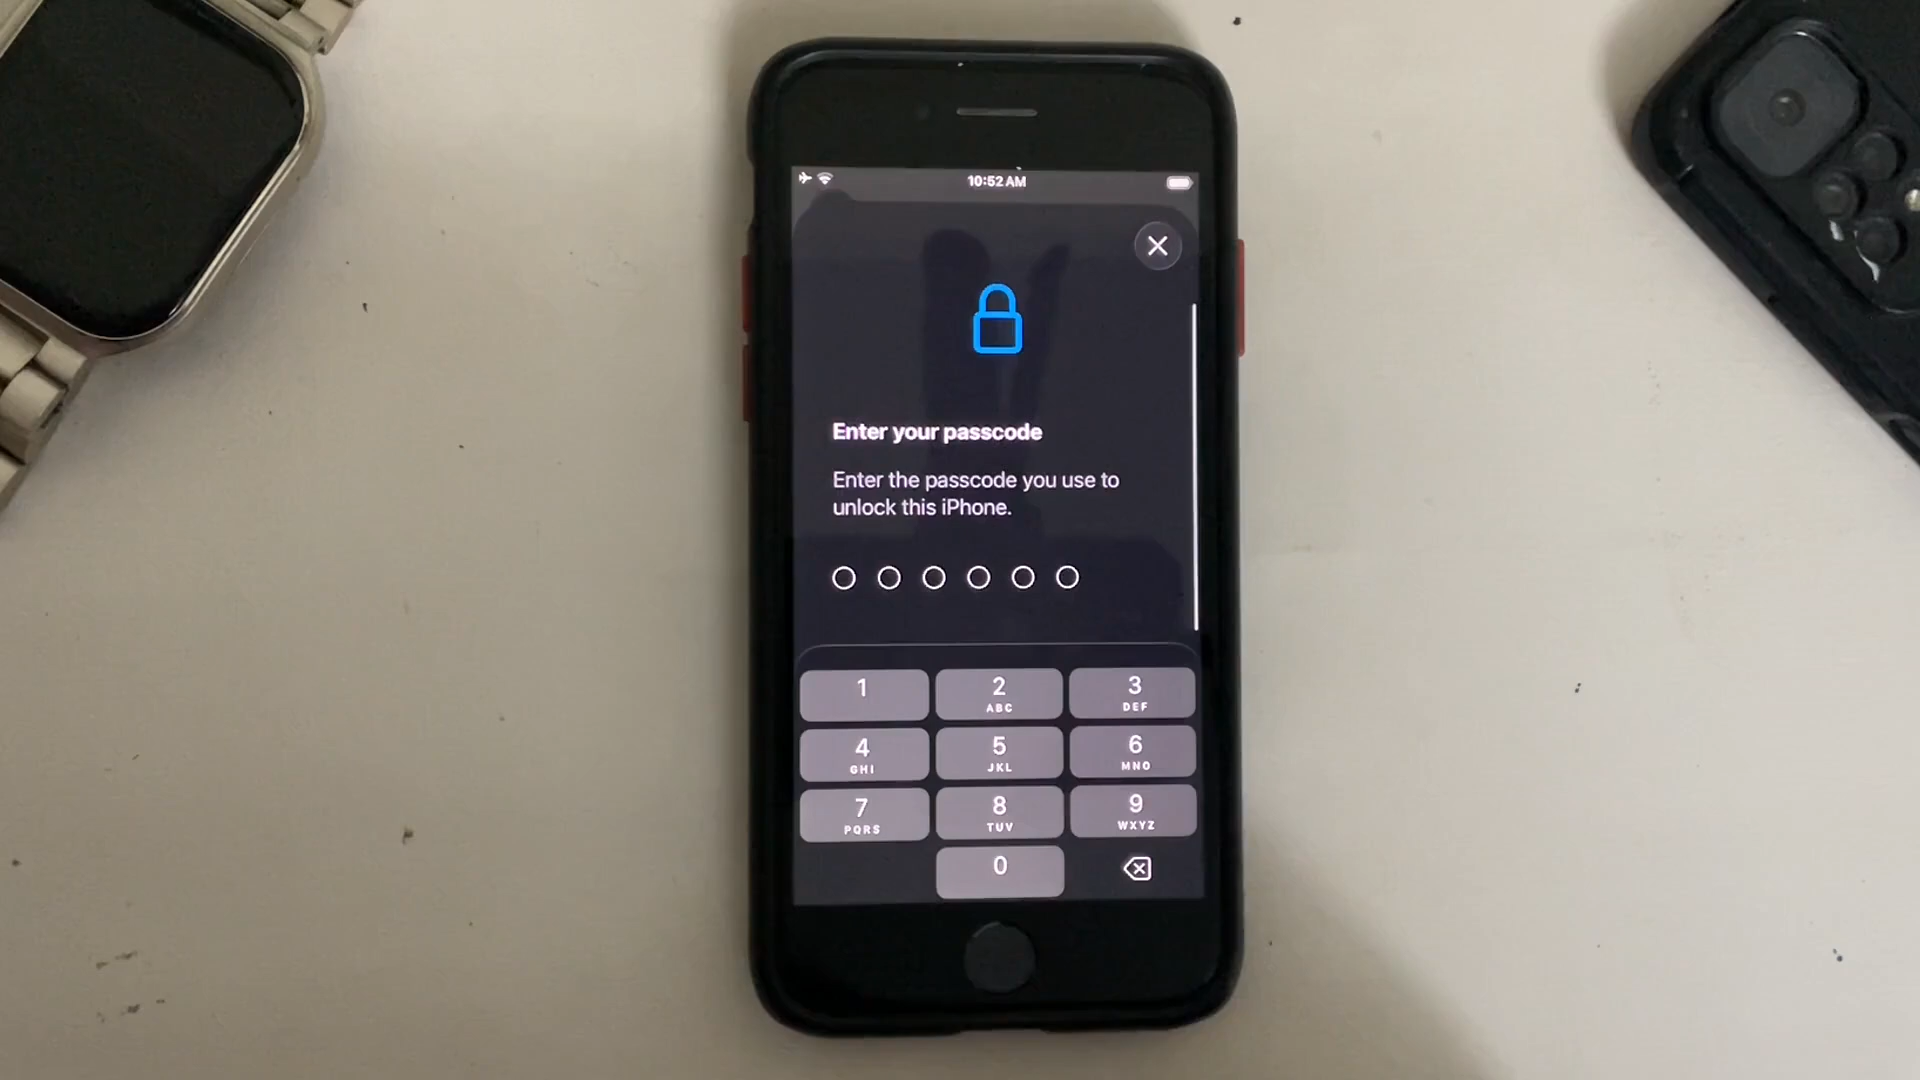 10:52 AM
Enter your passcode
Enter the passcode you use to
unlock this iPhone.
1 2 3
ABC DEF
4 5 6
GHI JKL MNO
7 8 9
PQRS TUV WXYZ
0